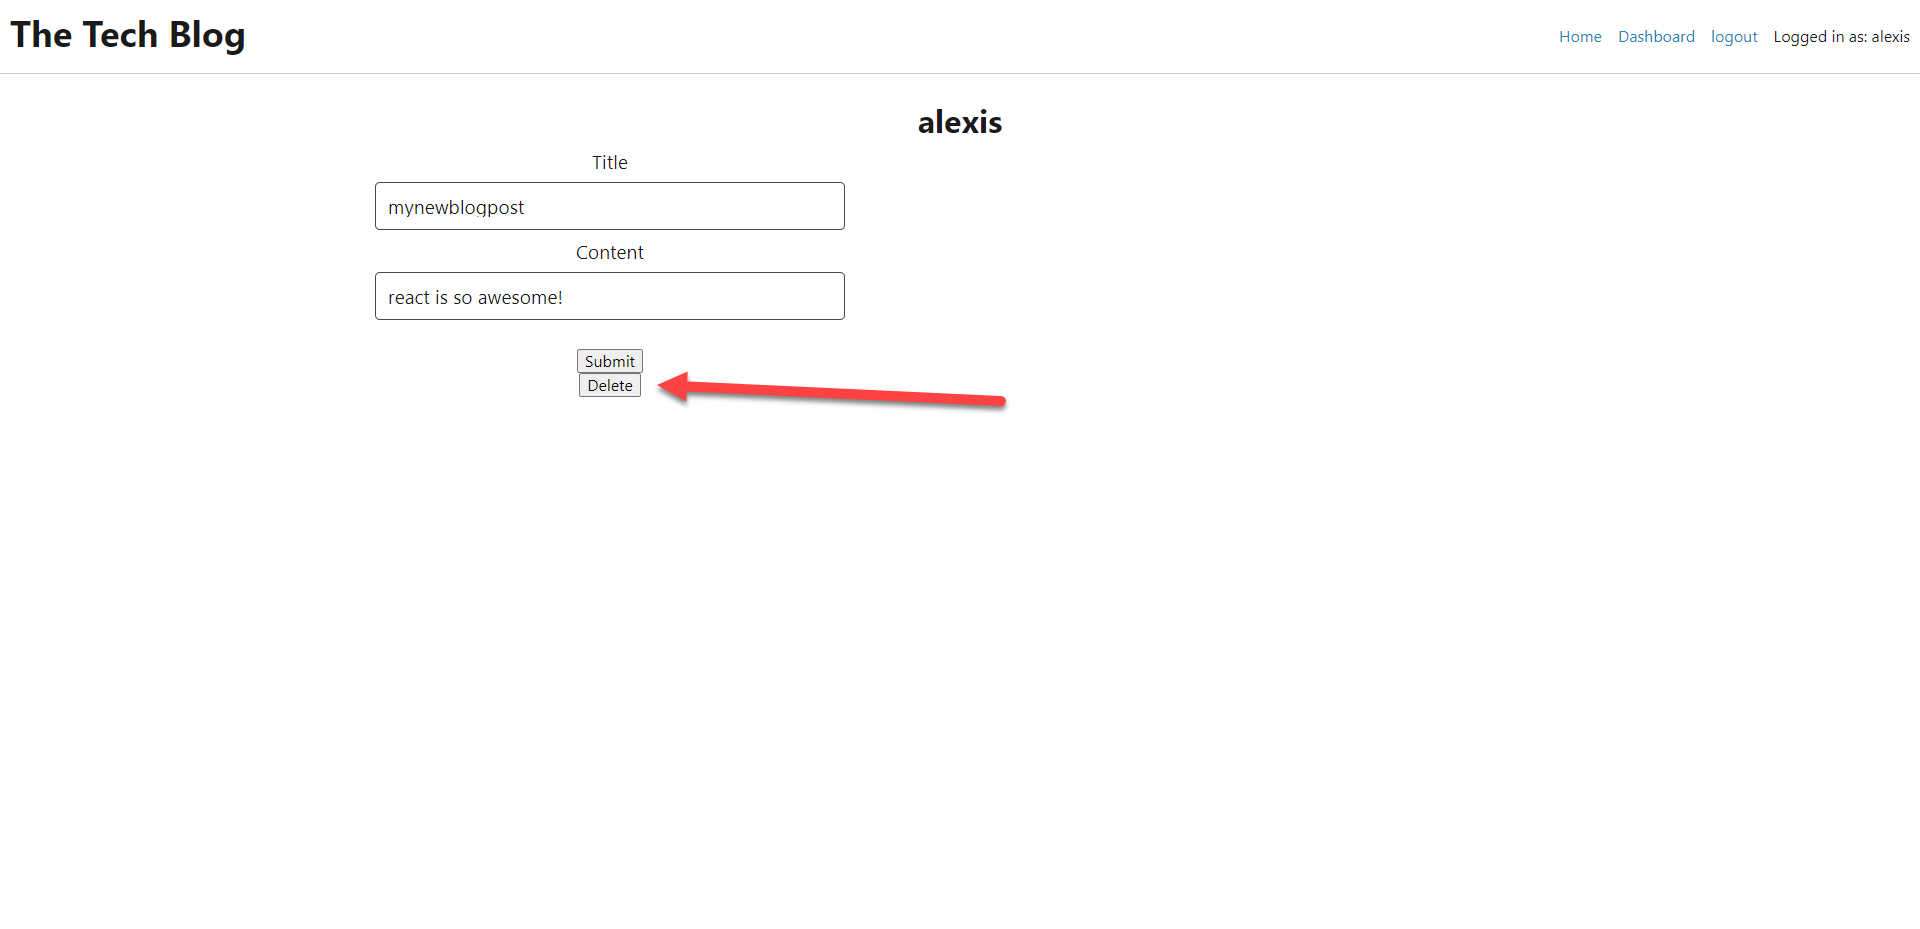 The Tech Blog
Home Dashboard logout Logged in as: alexis
alexis
Title
mynewblogpost
Content
react is so awesome!
Submit
Delete